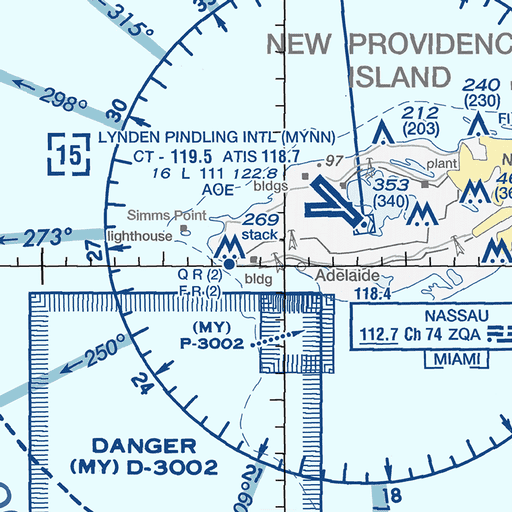 33
315°
NEW PROVIDENC
ISLAND
298°
240
(230)
30
212
(203)
LYNDEN PINDLING INTL (MYNN)
15
CT - 119.5 ATIS 118.7
97
plant
16 L 111 122.8
AOE
bldgs
353
(340)
Simms Point
269
stack
273°
lighthouse
27
Q R (2)
bldg
Adelaide
F R (2)
118.4
(MY)
P-3002
NASSAU
112.7 Ch 74 ZQA
MIAMI
250°
24
DANGER
(MY) D-3002
21
18